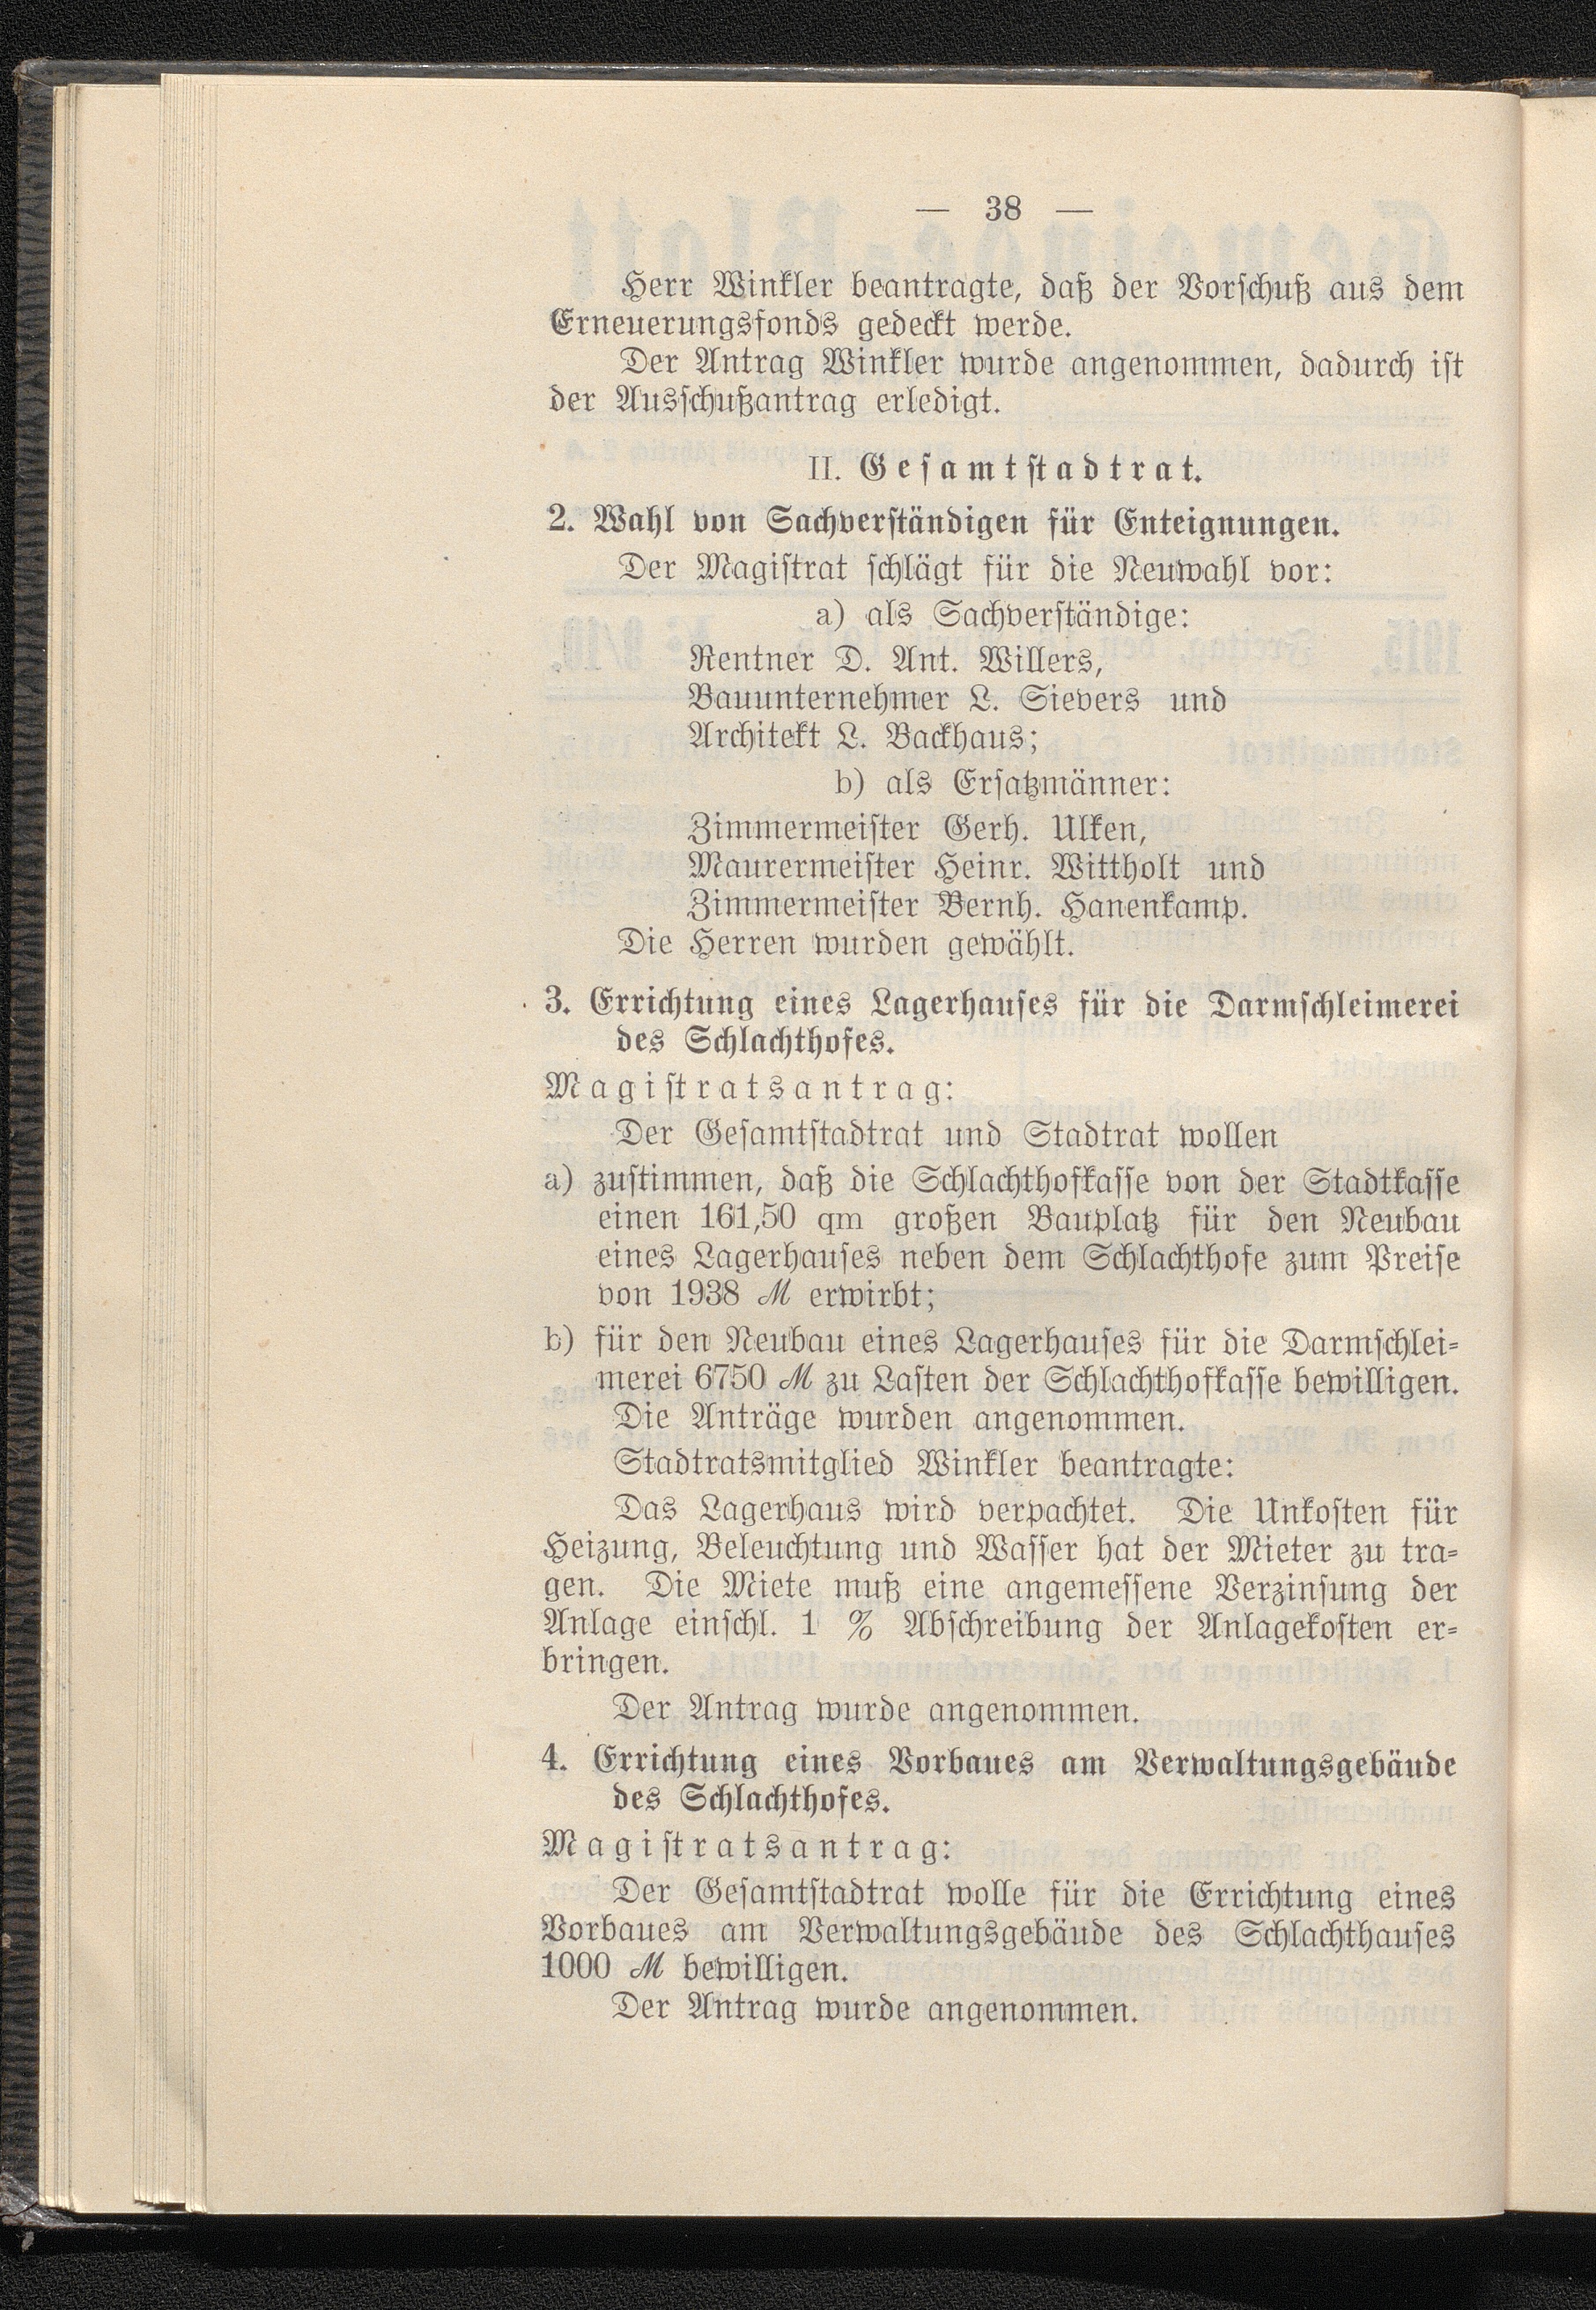 — 38 —
Herr Winkler beantragte, daß der Vorschuß aus dem
Erneuerungsfonds gedeckt werde.
Der Antrag Winkler wurde angenommen, dadurch ist
der Ausschußantrag erledigt.
II. Gesamtstadtrat.
2. Wahl von Sachverständigen für Enteignungen.
Der Magistrat schlägt für die Neuwahl vor:
a) als Sachverständige:
Rentner D. Ant. Willers,
Bauunternehmer L. Sievers und
Architekt L. Backhaus;
b) als Ersatzmänner:
Zimmermeister Gerh. Ulken,
Maurermeister Heinr. Wittholt und
Zimmermeister Bernh. Hanenkamp.
Die Herren wurden gewählt.
3. Errichtung eines Lagerhauses für die Darmschleimerei
des Schlachthofes.
Magistratsantrag:
Der Gesamtstadtrat und Stadtrat wollen
a) zustimmen, daß die Schlachthofkasse von der Stadtkasse
einen 161,50 qm großen Bauplatz für den Neubau
eines Lagerhauses neben dem Schlachthofe zum Preise
von 1938 ℳ erwirbt;
b) für den Neubau eines Lagerhauses für die Darmschlei-
merei 6750 ℳ zu Lasten der Schlachthofkasse bewilligen.
Die Anträge wurden angenommen.
Stadtratsmitglied Winkler beantragte:
Das Lagerhaus wird verpachtet. Die Unkosten für
Heizung, Beleuchtung und Wasser hat der Mieter zu tra-
gen. Die Miete muß eine angemessene Verzinsung der
Anlage einschl. 1 % Abschreibung der Anlagekosten er-
bringen.
Der Antrag wurde angenommen.
4. Errichtung eines Vorbaues am Verwaltungsgebäude
des Schlachthofes.
Magistratsantrag:
Der Gesamtstadtrat wolle für die Errichtung eines
Vorbaues am Verwaltungsgebäude des Schlachthauses
1000 ℳ bewilligen.
Der Antrag wurde angenommen.